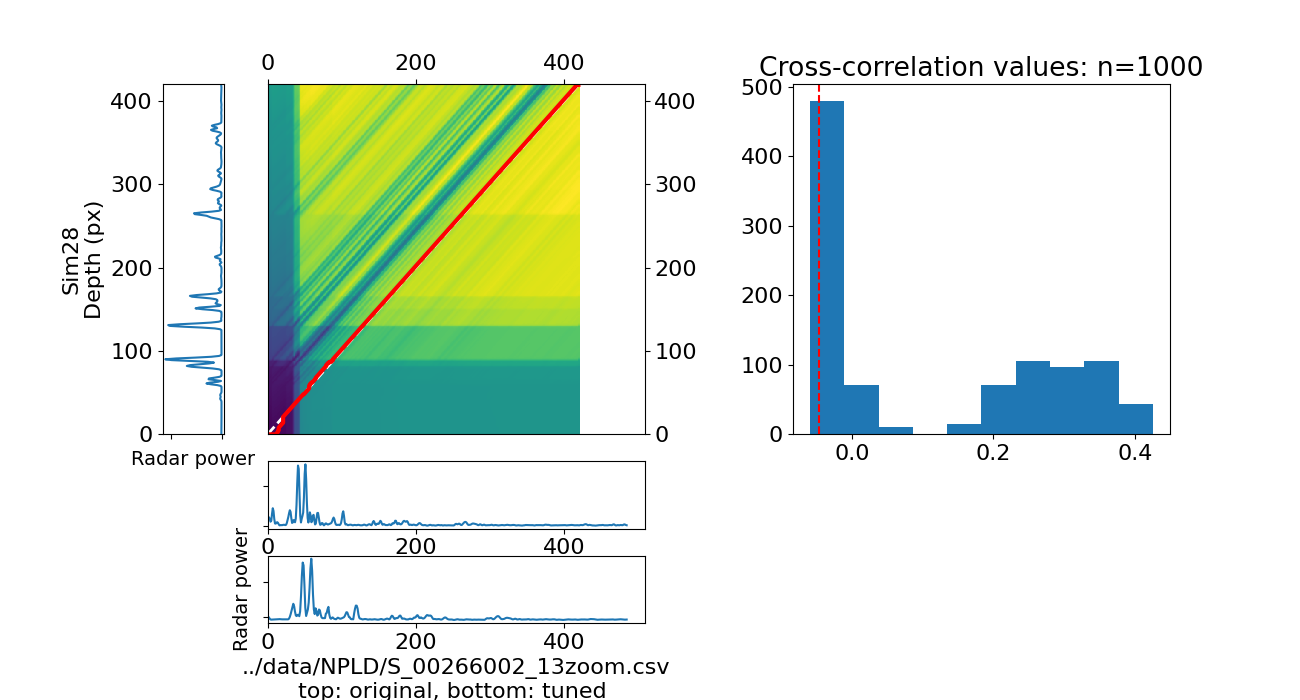 0 200 400
Cross-correlation values: n=1000
400
300
200
100
0
Sim28
Depth (px)
Radar power
400
300
200
100
0
500
400
300
200
100
0
0.0 0.2 0.4
0 200 400
Radar power
0 200 400
../data/NPLD/S_00266002_13zoom.csv
top: original, bottom: tuned